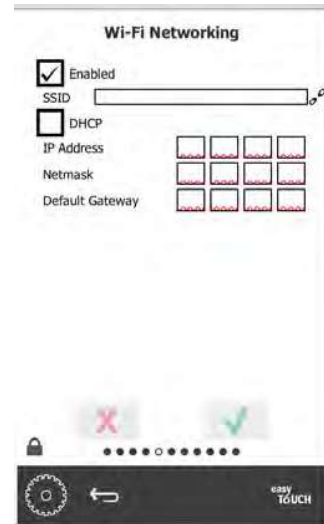 Wi-Fi Networking
Enabled
SSID
DHCP
IP Address
Netmask
Default Gateway
easy
TOUCH